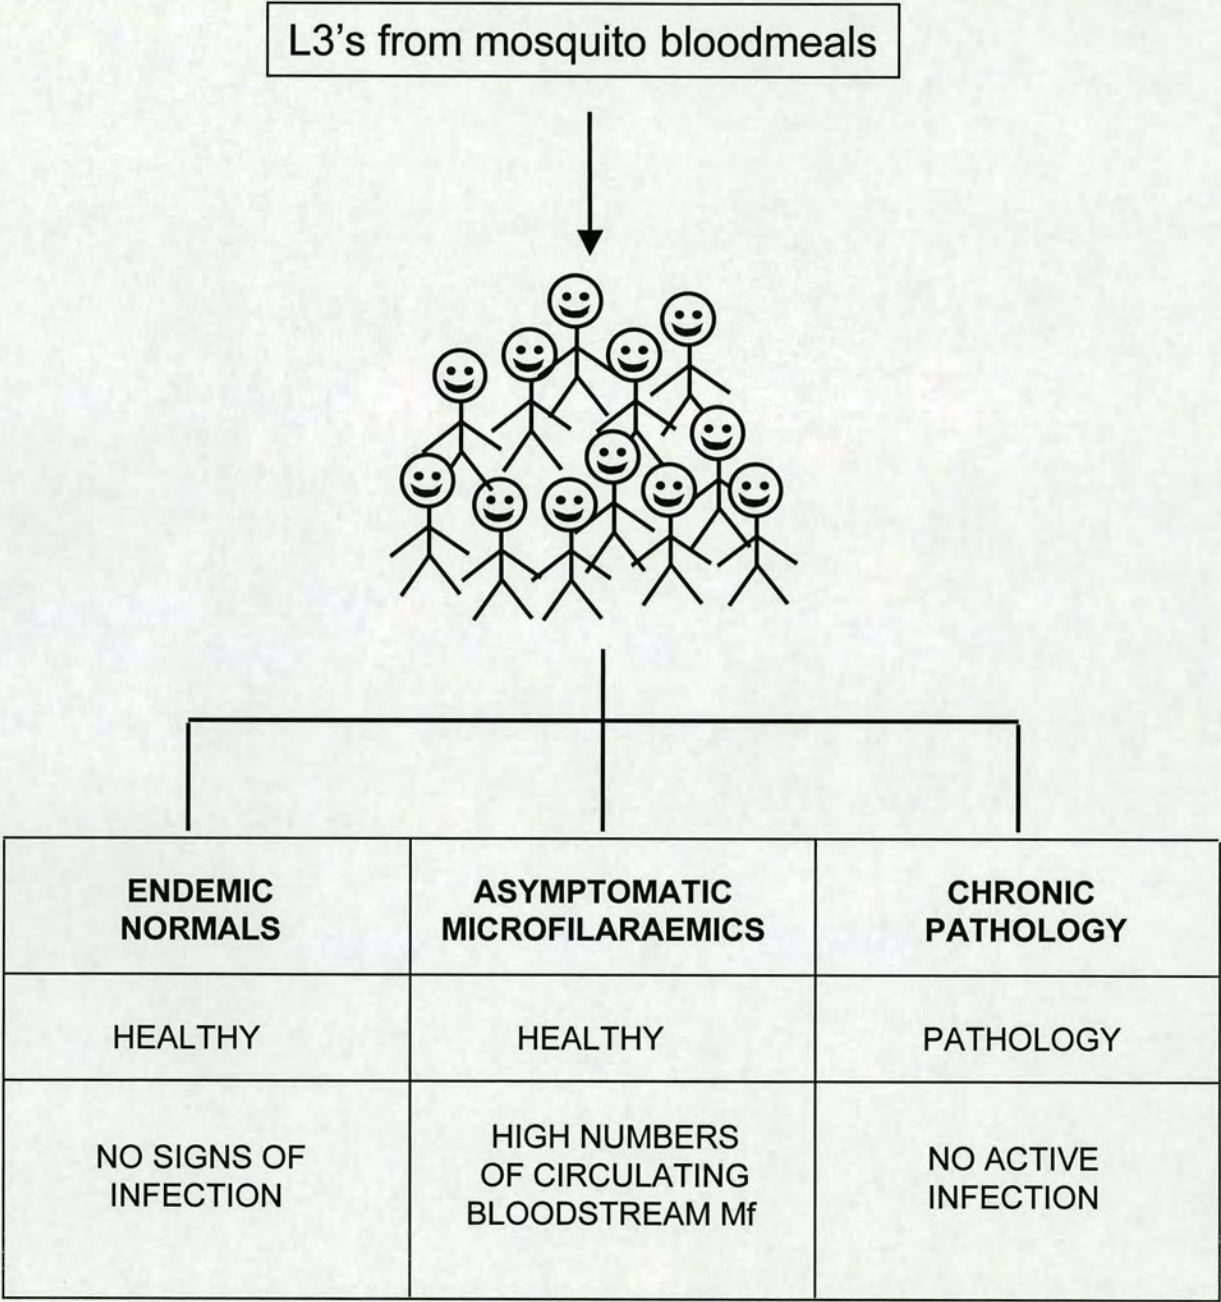 L3's from mosquito bloodmeals
ENDEMIC
NORMALS
ASYMPTOMATIC
MICROFILARAEMICS
CHRONIC
PATHOLOGY
HEALTHY
HEALTHY
PATHOLOGY
NO SIGNS OF
INFECTION
HIGH NUMBERS
OF CIRCULATING
BLOODSTREAM Mf
NO ACTIVE
INFECTION